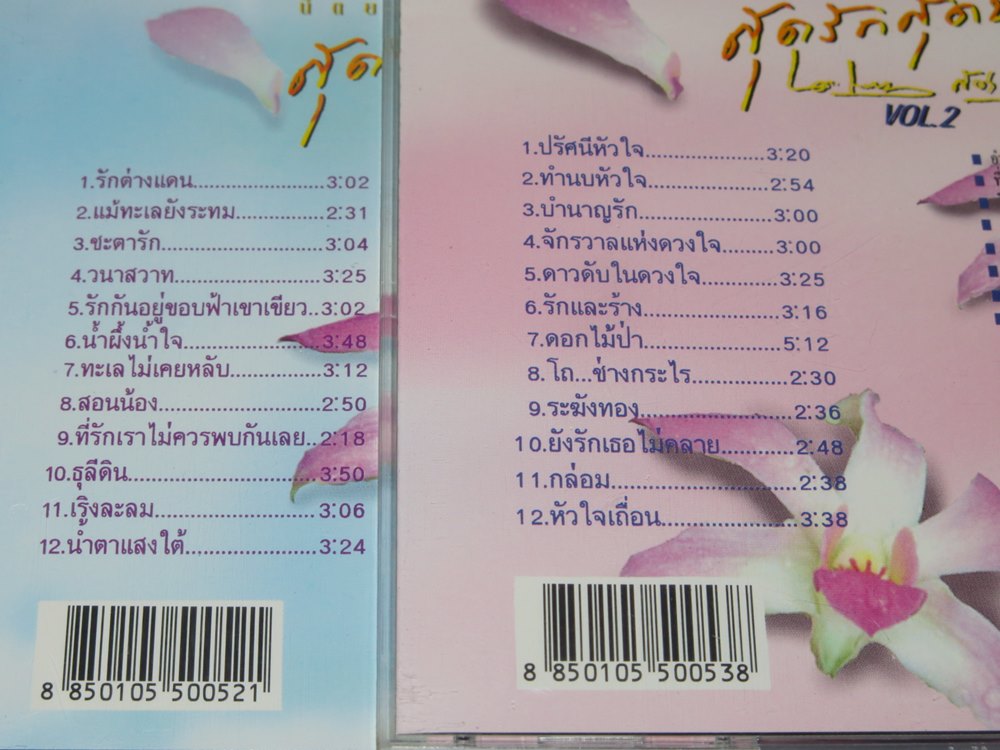 สุด
1.รักต่างแดน......................3:02
2.แม้ทะเลยังระทม...............2:31
3.ชะตารัก..........................3:04
4.วนาสวาท........................3:25
5.รักกันอยู่ขอบฟ้าเขาเขียว..3:02
6.น้ำผึ้งน้ำใจ.......................3:48
7.ทะเลไม่เคยหลับ................3:12
8.สอนน้อง..........................2:50
9.ที่รักเราไม่ควรพบกันเลย..2:18
10.ธุลีดิน............................3:50
11.เริงละลม.........................3:06
12.น้ำตาแสงใต้....................3:24
8 850105 500521
สุดรักสุด
VOL.2
1.ปรัศนีหัวใจ....................3:20
2.ทำนบหัวใจ....................2:54
3.บำนาญรัก......................3:00
4.จักรวาลแห่งดวงใจ.........3:00
5.ดาวดับในดวงใจ.............3:25
6.รักและร้าง.....................3:16
7.ดอกไม้ป่า......................5:12
8.โถ...ช่างกระไร................2:30
9.ระฆังทอง.......................2:36
10.ยังรักเธอไม่คลาย...........2:48
11.กล่อม............................2:38
12.หัวใจเถื่อน....................3:38
8 850105 500538